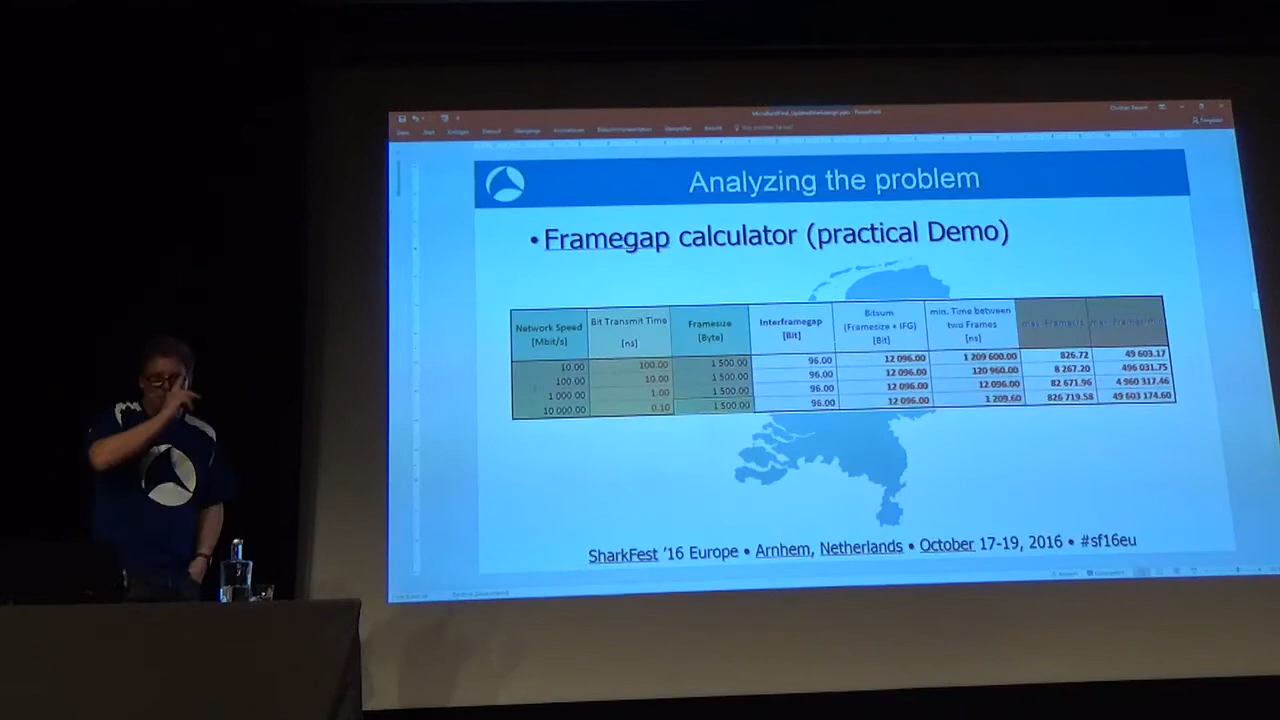 Analyzing the problem
• Framegap calculator (practical Demo)
Network Speed [Mbit/s] Bit Transmit Time [ns] Framesize [Byte] Interframegap [Bit] Bitsum (Framesize + IFG) [Bit] min. Time between two Frames [ns]
10.00 100.00 1 500.00 96.00 12 096.00 1 209 600.00 826.72 49 603.17
100.00 10.00 1 500.00 96.00 12 096.00 120 960.00 8 267.20 496 031.75
1 000.00 1.00 1 500.00 96.00 12 096.00 12 096.00 82 671.96 4 960 317.46
10 000.00 0.10 1 500.00 96.00 12 096.00 1 209.60 826 719.58 49 603 174.60
SharkFest '16 Europe • Arnhem, Netherlands • October 17-19, 2016 • #sf16eu